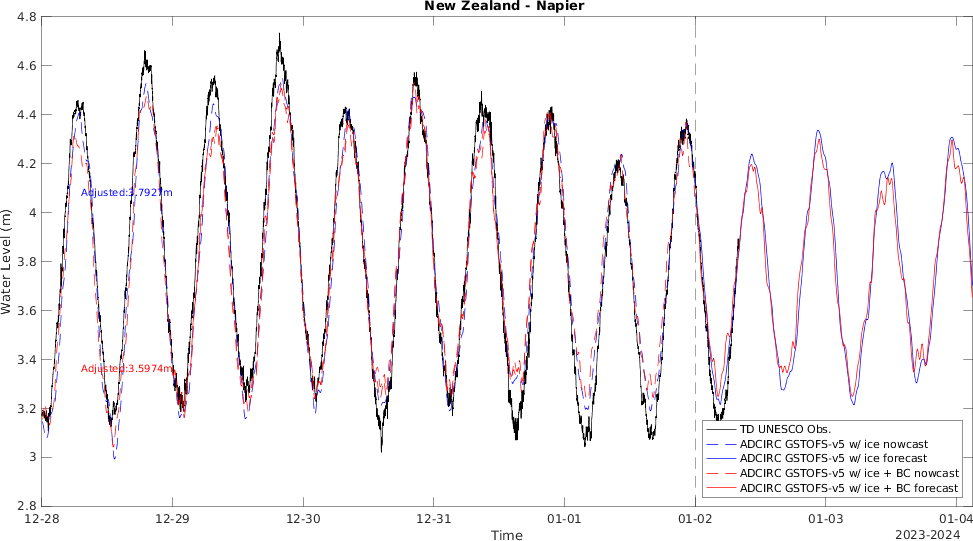 New Zealand - Napier
4.8
4.6
4.4
4.2
4
3.8
3.6
3.4
3.2
3
2.8
Water Level (m)
Adjusted:3.7927m
Adjusted:3.5974m
TD UNESCO Obs.
ADCIRC GSTOFS-v5 w/ ice nowcast
ADCIRC GSTOFS-v5 w/ ice forecast
ADCIRC GSTOFS-v5 w/ ice + BC nowcast
ADCIRC GSTOFS-v5 w/ ice + BC forecast
12-28 12-29 12-30 12-31 01-01 01-02 01-03 01-04
Time
2023-2024